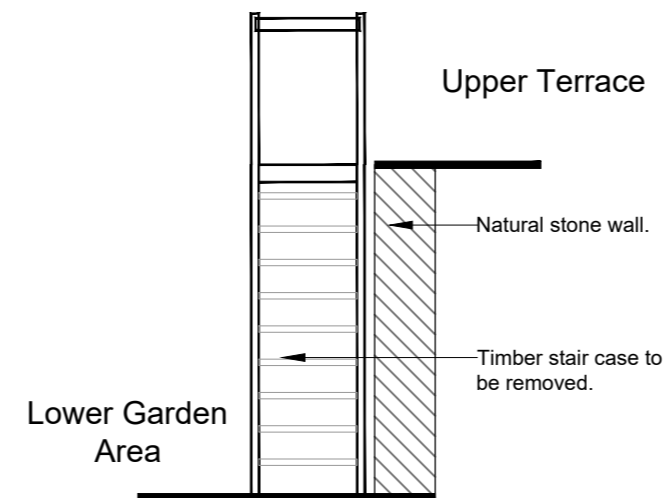 Upper Terrace
Natural stone wall.
Timber stair case to
be removed.
Lower Garden
Area